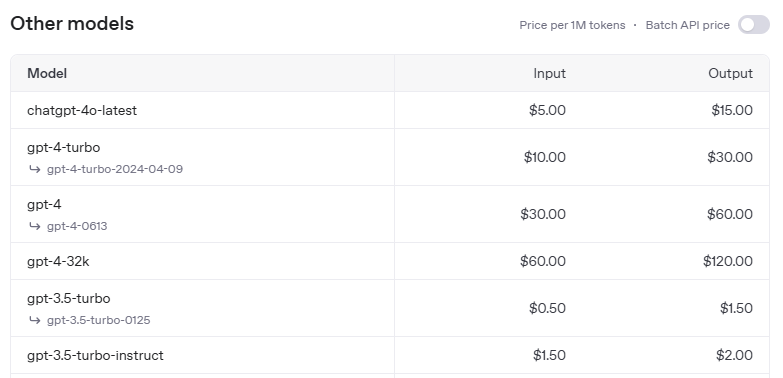 Other models
Price per 1M tokens · Batch API price
Model Input Output
chatgpt-4o-latest $5.00 $15.00
gpt-4-turbo
↳ gpt-4-turbo-2024-04-09 $10.00 $30.00
gpt-4
↳ gpt-4-0613 $30.00 $60.00
gpt-4-32k $60.00 $120.00
gpt-3.5-turbo
↳ gpt-3.5-turbo-0125 $0.50 $1.50
gpt-3.5-turbo-instruct $1.50 $2.00